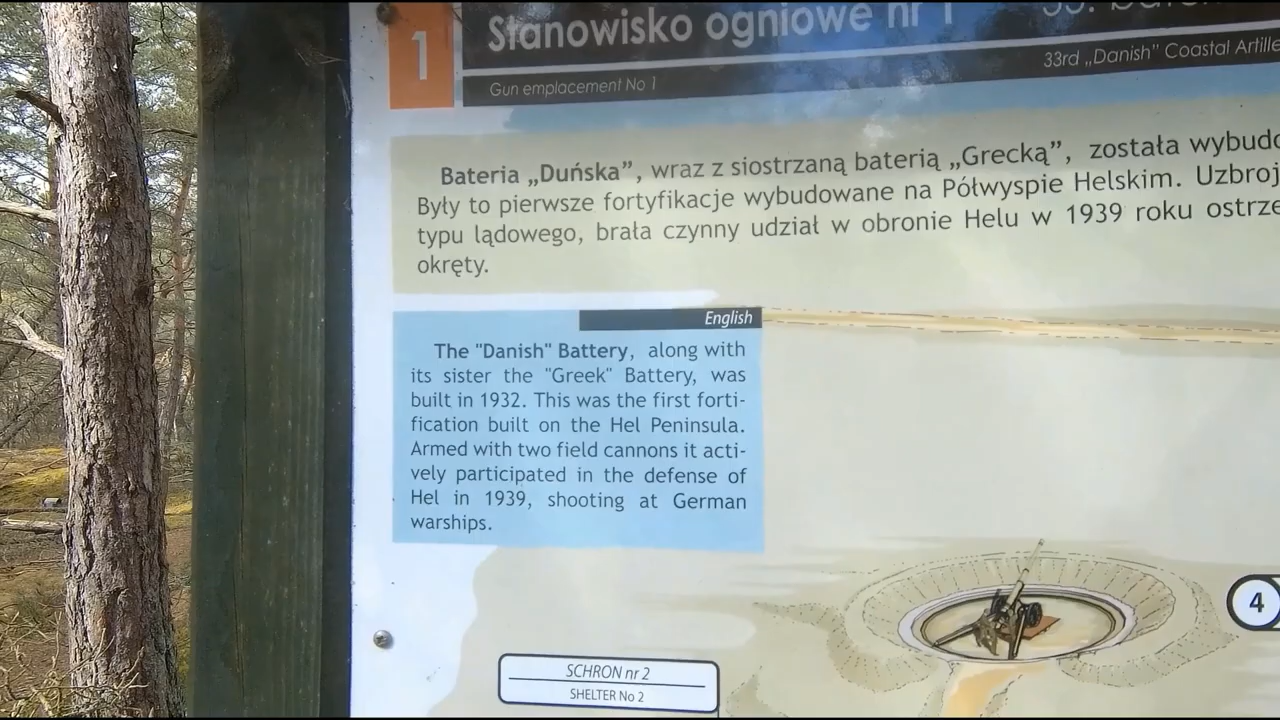 1
Stanowisko ogniowe nr 1
33rd „Danish” Coastal
Gun emplacement No 1
Bateria „Duńska”, wraz z siostrzaną baterią „Grecką”, została
Były to pierwsze fortyfikacje wybudowane na Półwyspie Helskim.
typu lądowego, brała czynny udział w obronie Helu w 1939 roku
okręty.
English
The "Danish" Battery, along with
its sister the "Greek" Battery, was
built in 1932. This was the first forti-
fication built on the Hel Peninsula.
Armed with two field cannons it acti-
vely participated in the defense of
Hel in 1939, shooting at German
warships.
4
SCHRON nr 2
SHELTER No 2